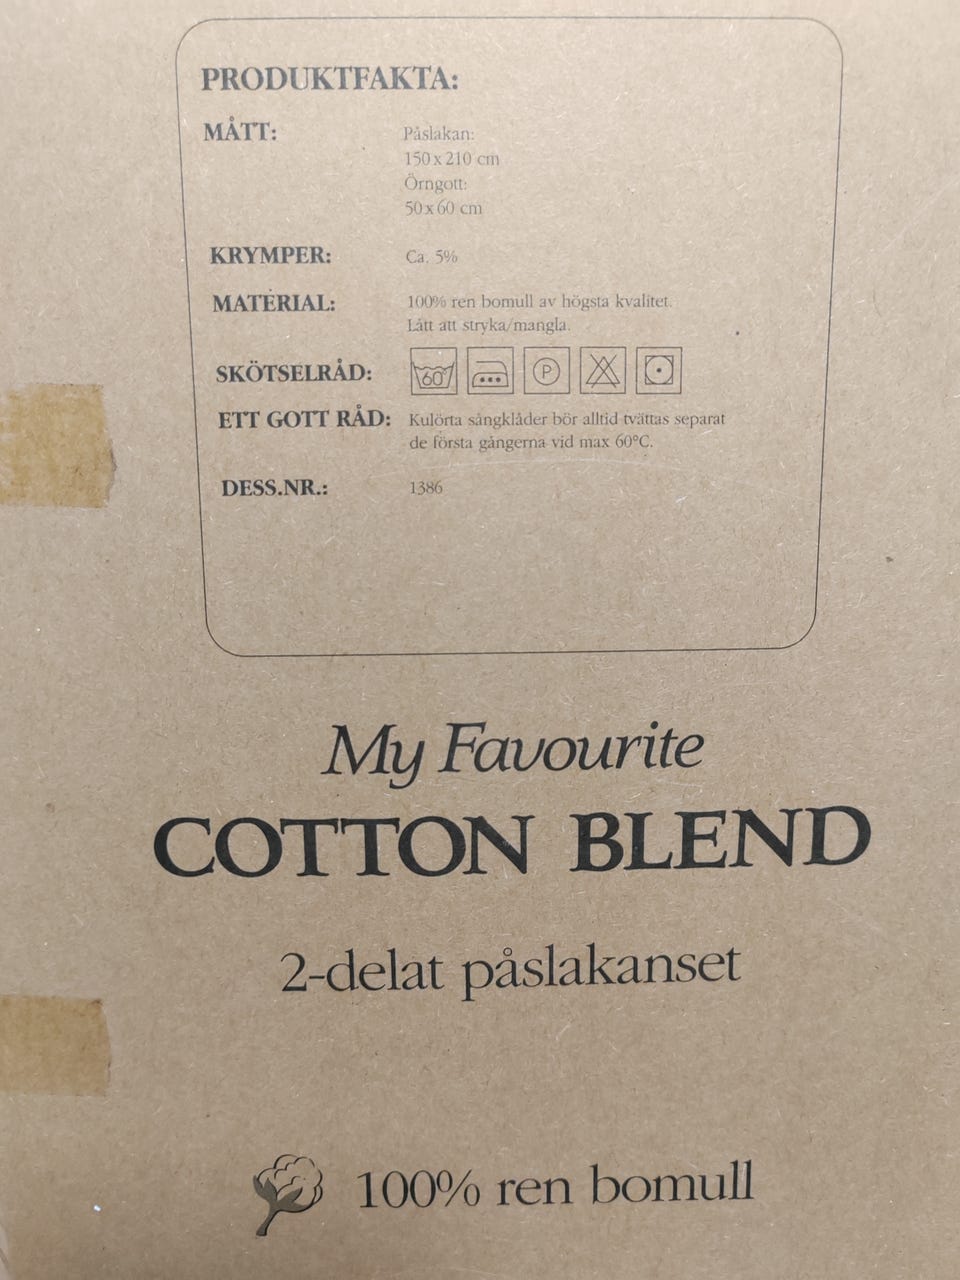 PRODUKTFAKTA:
MÅTT: Påslakan:
150 x 210 cm
Örngott:
50 x 60 cm
KRYMPER: Ca. 5%
MATERIAL: 100% ren bomull av högsta kvalitet.
Lätt att stryka/mangla.
SKÖTSELRÅD: 60° P
ETT GOTT RÅD: Kulörta sängkläder bör alltid tvättas separat
de första gångerna vid max 60°C.
DESS.NR.: 1386
My Favourite
COTTON BLEND
2-delat påslakanset
100% ren bomull